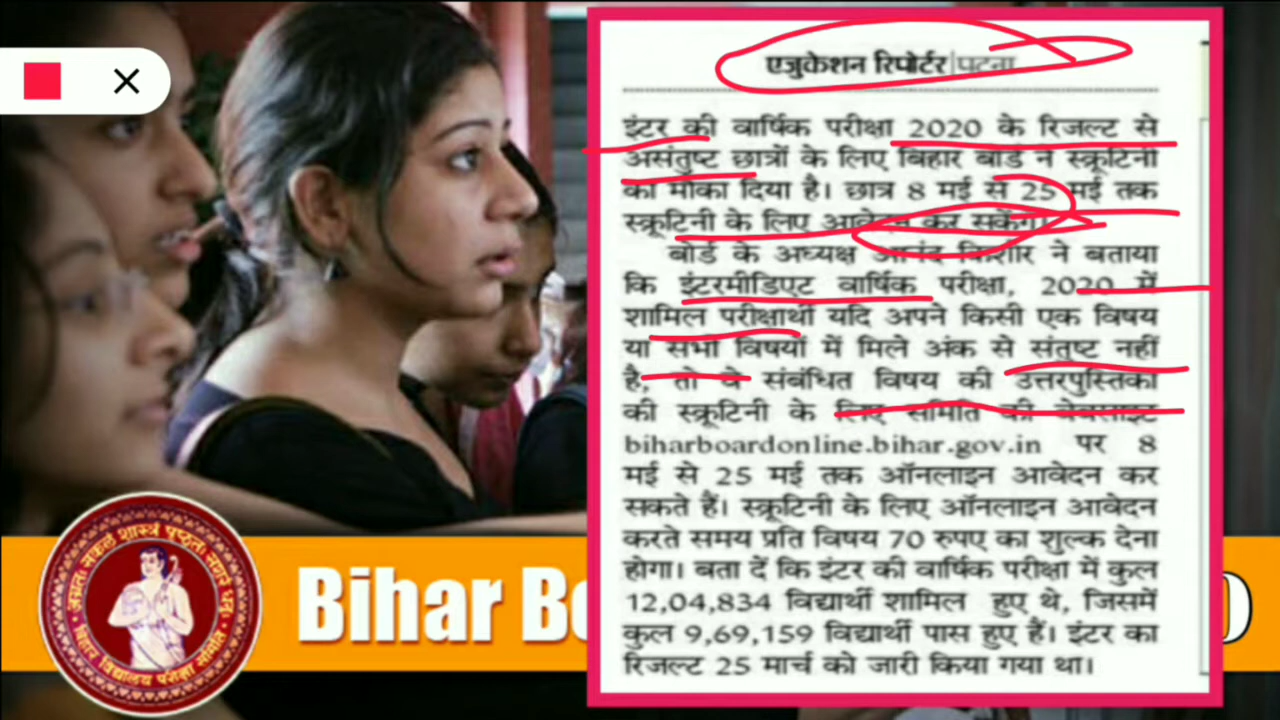 एजुकेशन रिपोर्टर|पटना
इंटर की वार्षिक परीक्षा 2020 के रिजल्ट से
असंतुष्ट छात्रों के लिए बिहार बोर्ड ने स्क्रूटिनी
का मौका दिया है। छात्र 8 मई से 25 मई तक
स्क्रूटिनी के लिए आवेदन कर सकेंगे।
बोर्ड के अध्यक्ष आनंद किशोर ने बताया
कि इंटरमीडिएट वार्षिक परीक्षा, 2020 में
शामिल परीक्षार्थी यदि अपने किसी एक विषय
या सभी विषयों में मिले अंक से संतुष्ट नहीं
है, तो वे संबंधित विषय की उत्तरपुस्तिका
की स्क्रूटिनी के लिए समिति की वेबसाइट
biharboardonline.bihar.gov.in पर 8
मई से 25 मई तक ऑनलाइन आवेदन कर
सकते हैं। स्क्रूटिनी के लिए ऑनलाइन आवेदन
करते समय प्रति विषय 70 रुपए का शुल्क देना
होगा। बता दें कि इंटर की वार्षिक परीक्षा में कुल
12,04,834 विद्यार्थी शामिल हुए थे, जिसमें
कुल 9,69,159 विद्यार्थी पास हुए हैं। इंटर का
रिजल्ट 25 मार्च को जारी किया गया था।
बिहार विद्यालय परीक्षा समिति
Bihar Bo